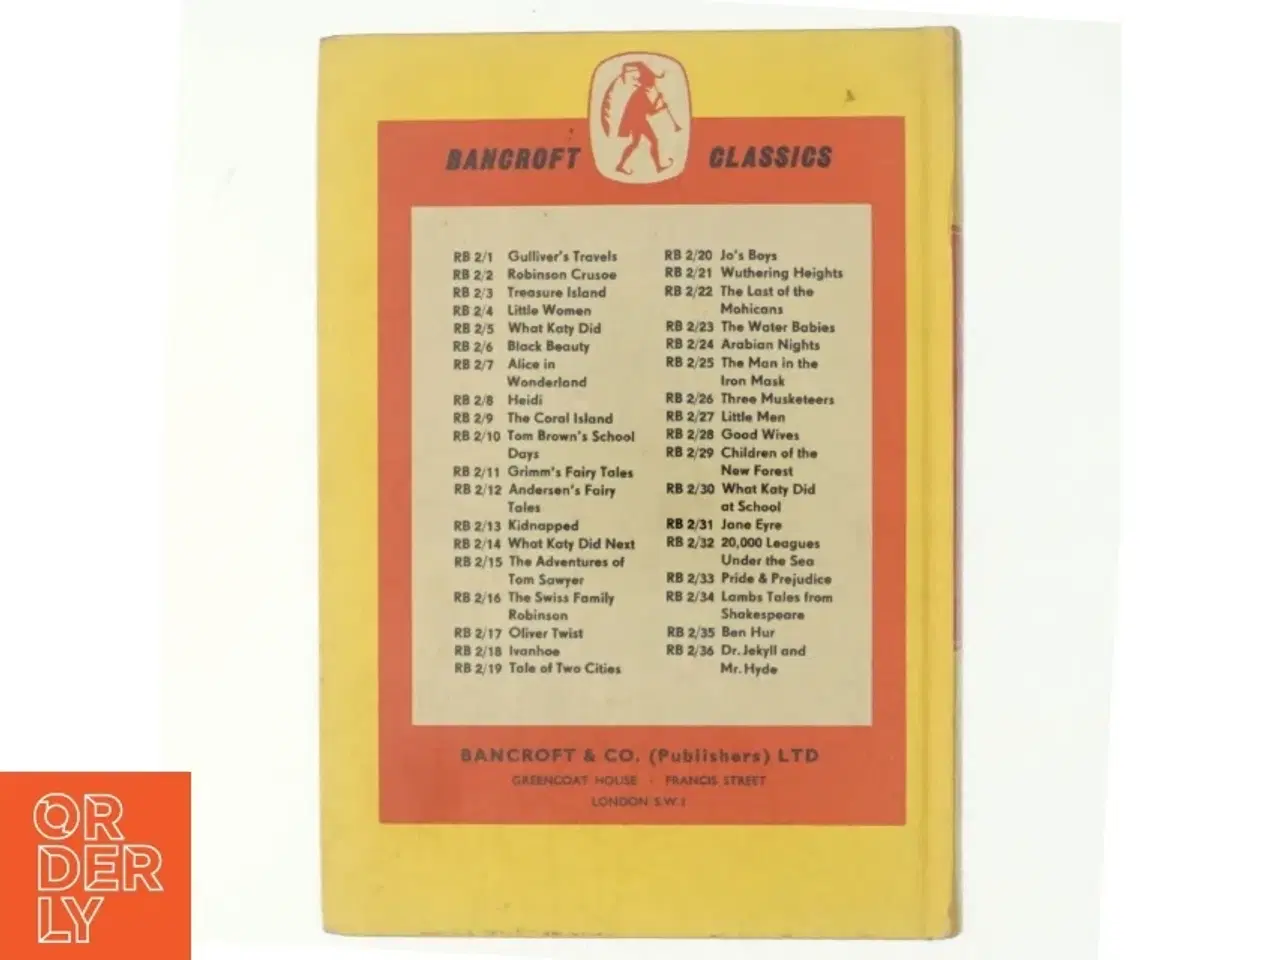 BANCROFT CLASSICS
RB 2/1 Gulliver's Travels
RB 2/2 Robinson Crusoe
RB 2/3 Treasure Island
RB 2/4 Little Women
RB 2/5 What Katy Did
RB 2/6 Black Beauty
RB 2/7 Alice in
Wonderland
RB 2/8 Heidi
RB 2/9 The Coral Island
RB 2/10 Tom Brown's School
Days
RB 2/11 Grimm's Fairy Tales
RB 2/12 Andersen's Fairy
Tales
RB 2/13 Kidnapped
RB 2/14 What Katy Did Next
RB 2/15 The Adventures of
Tom Sawyer
RB 2/16 The Swiss Family
Robinson
RB 2/17 Oliver Twist
RB 2/18 Ivanhoe
RB 2/19 Tale of Two Cities
RB 2/20 Jo's Boys
RB 2/21 Wuthering Heights
RB 2/22 The Last of the
Mohicans
RB 2/23 The Water Babies
RB 2/24 Arabian Nights
RB 2/25 The Man in the
Iron Mask
RB 2/26 Three Musketeers
RB 2/27 Little Men
RB 2/28 Good Wives
RB 2/29 Children of the
New Forest
RB 2/30 What Katy Did
at School
RB 2/31 Jane Eyre
RB 2/32 20,000 Leagues
Under the Sea
RB 2/33 Pride & Prejudice
RB 2/34 Lambs Tales from
Shakespeare
RB 2/35 Ben Hur
RB 2/36 Dr. Jekyll and
Mr. Hyde
BANCROFT & CO. (Publishers) LTD
GREENCOAT HOUSE · FRANCIS STREET
LONDON S.W.1
OR
DER
LY